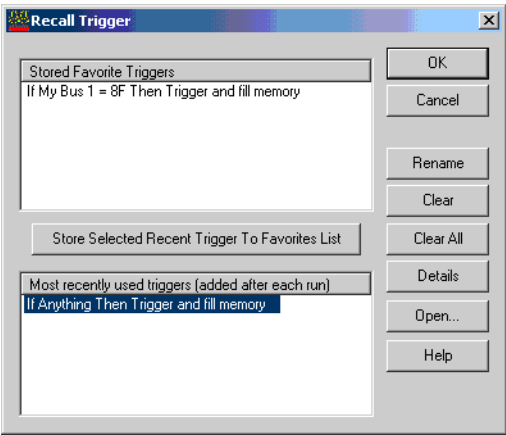 Recall Trigger
Stored Favorite Triggers
If My Bus 1 = 8F Then Trigger and fill memory
Store Selected Recent Trigger To Favorites List
Most recently used triggers (added after each run)
If Anything Then Trigger and fill memory
OK
Cancel
Rename
Clear
Clear All
Details
Open...
Help